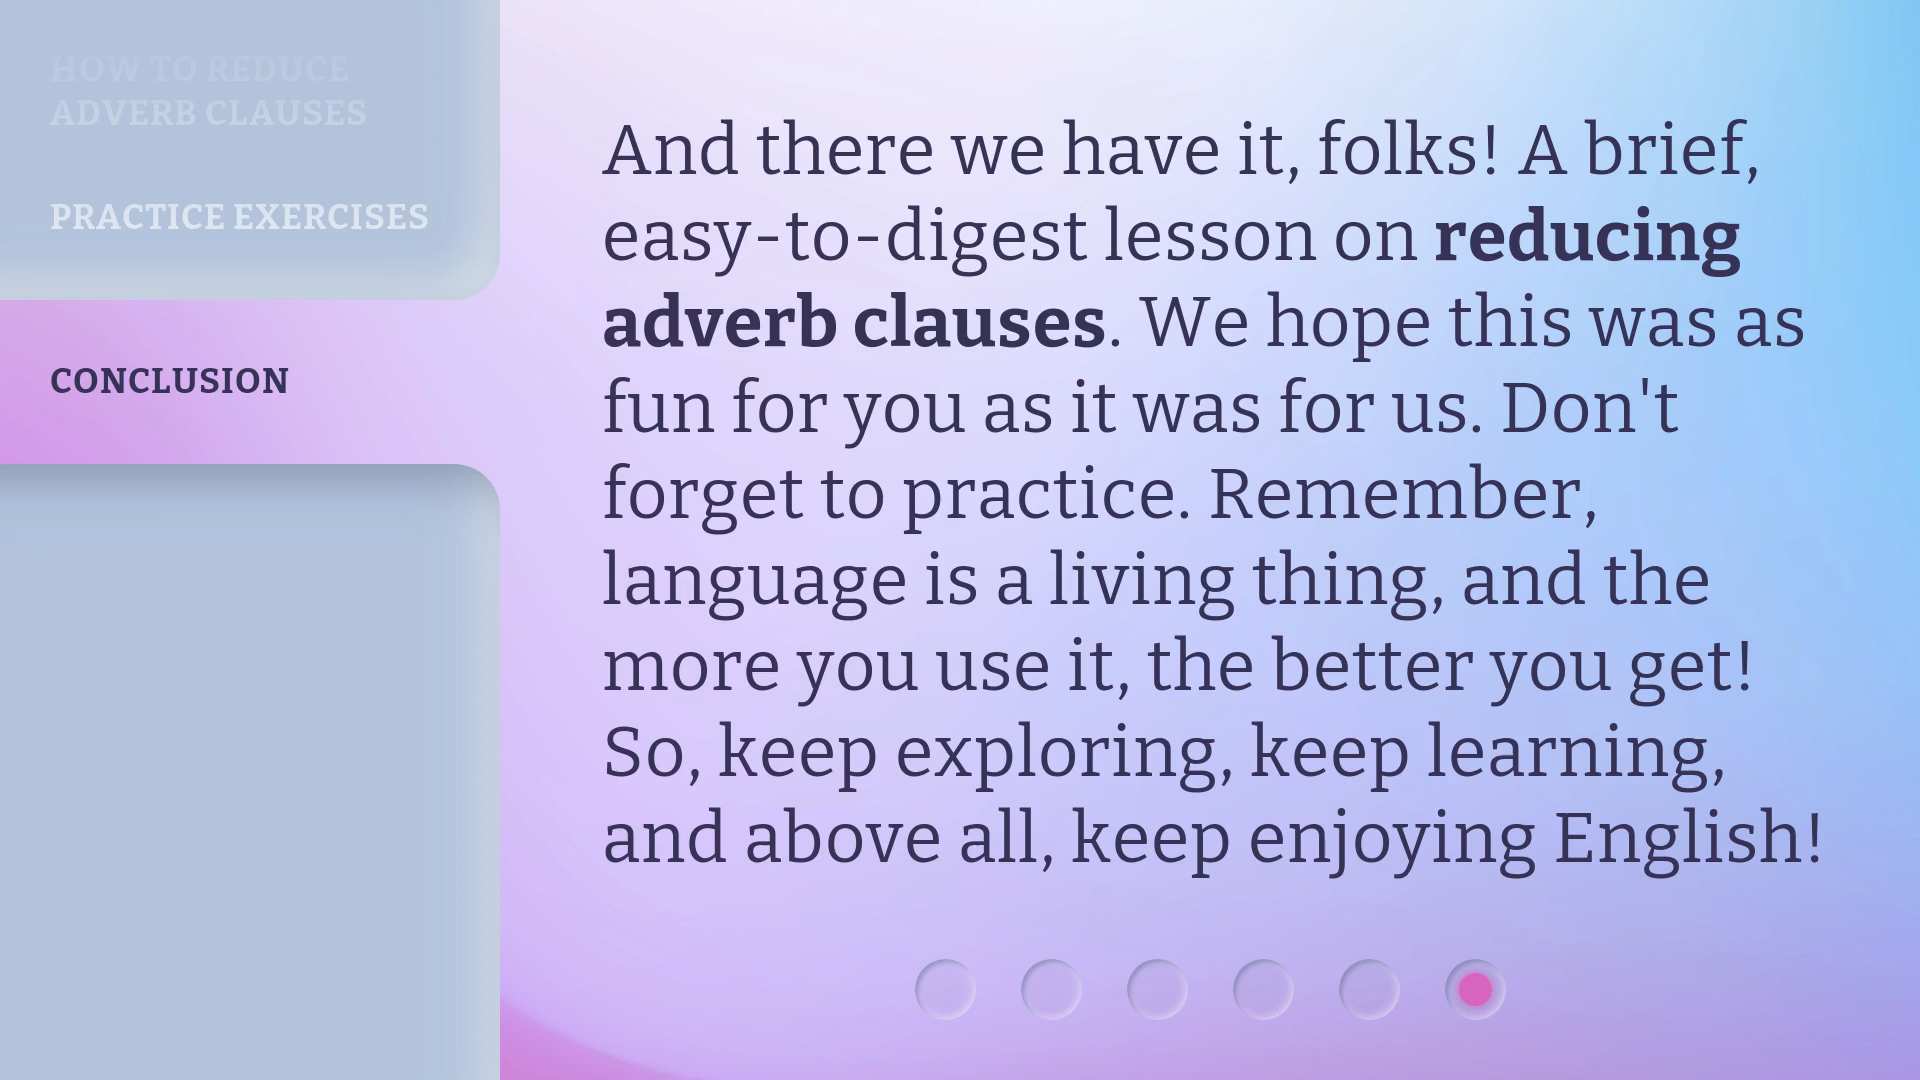 HOW TO REDUCE
ADVERB CLAUSES
PRACTICE EXERCISES
CONCLUSION
And there we have it, folks! A brief,
easy-to-digest lesson on reducing
adverb clauses. We hope this was as
fun for you as it was for us. Don't
forget to practice. Remember,
language is a living thing, and the
more you use it, the better you get!
So, keep exploring, keep learning,
and above all, keep enjoying English!